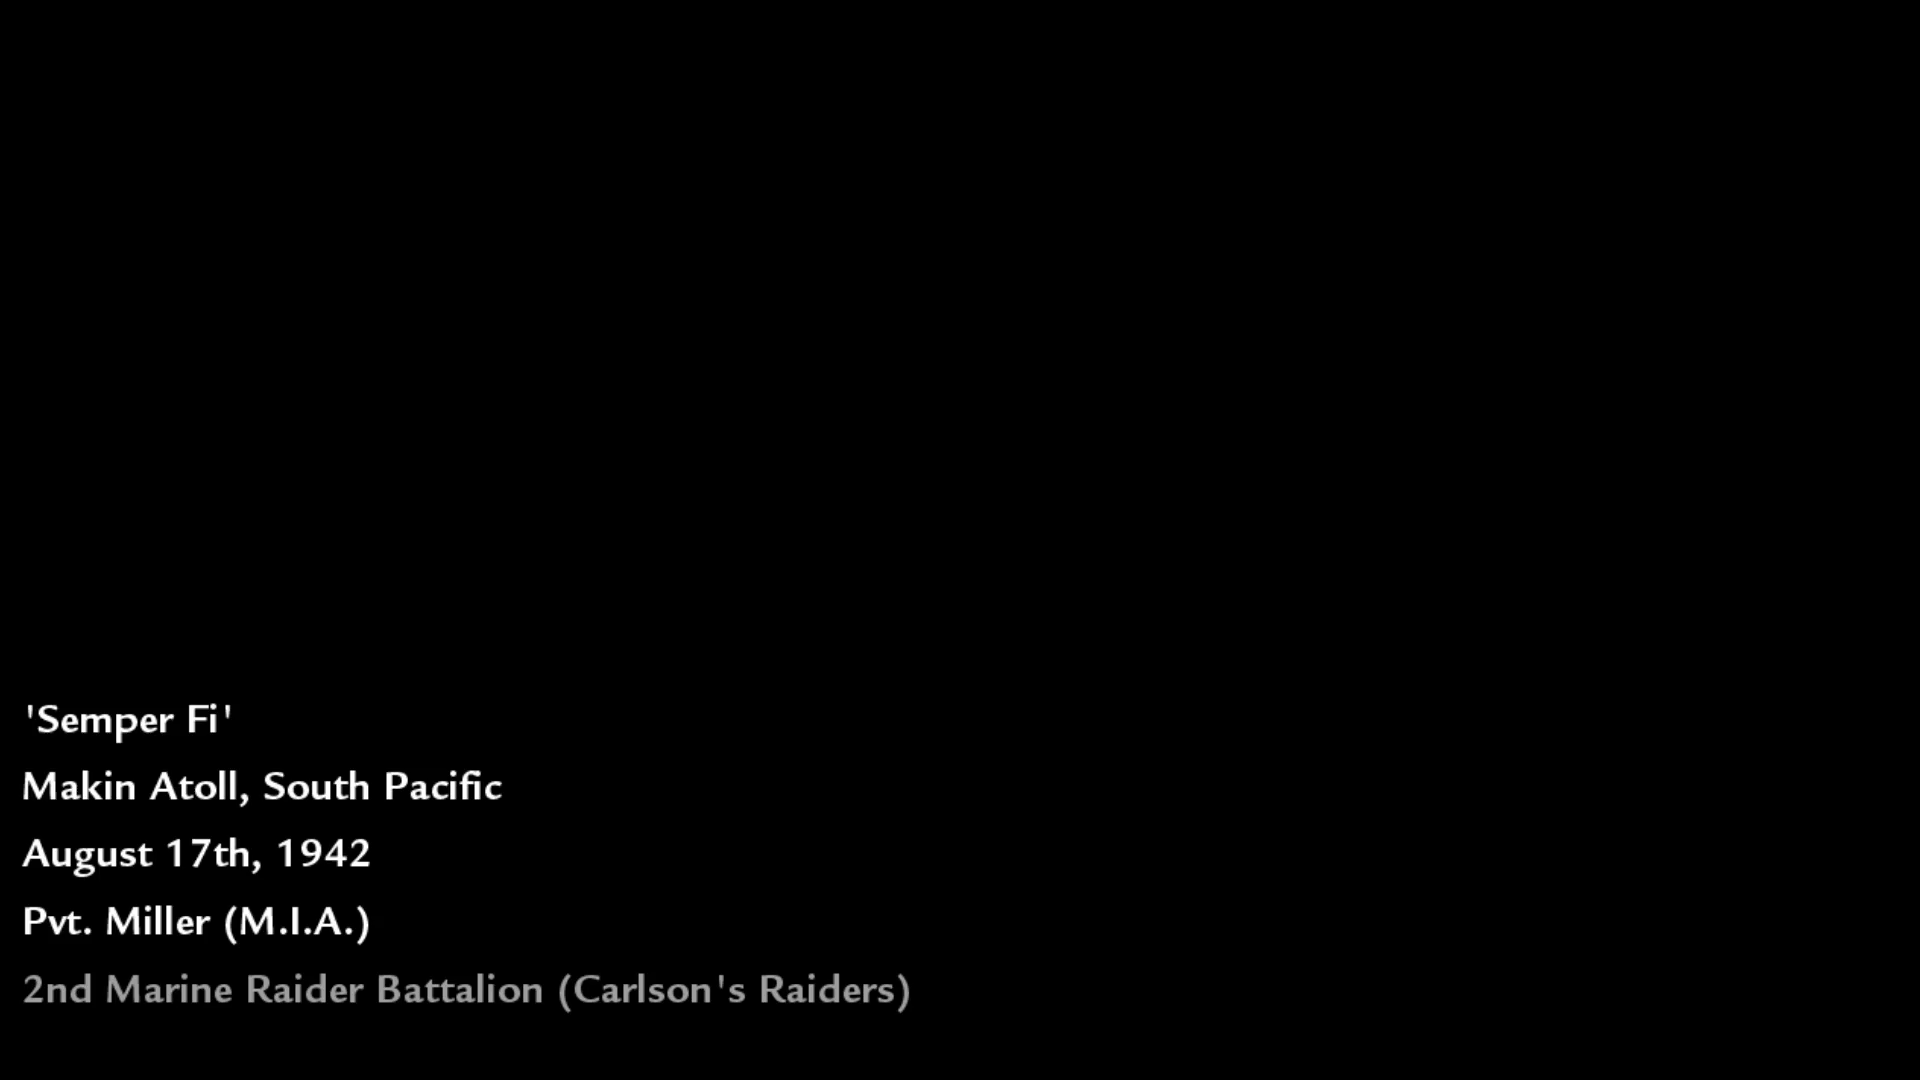 'Semper Fi'
Makin Atoll, South Pacific
August 17th, 1942
Pvt. Miller (M.I.A.)
2nd Marine Raider Battalion (Carlson's Raiders)